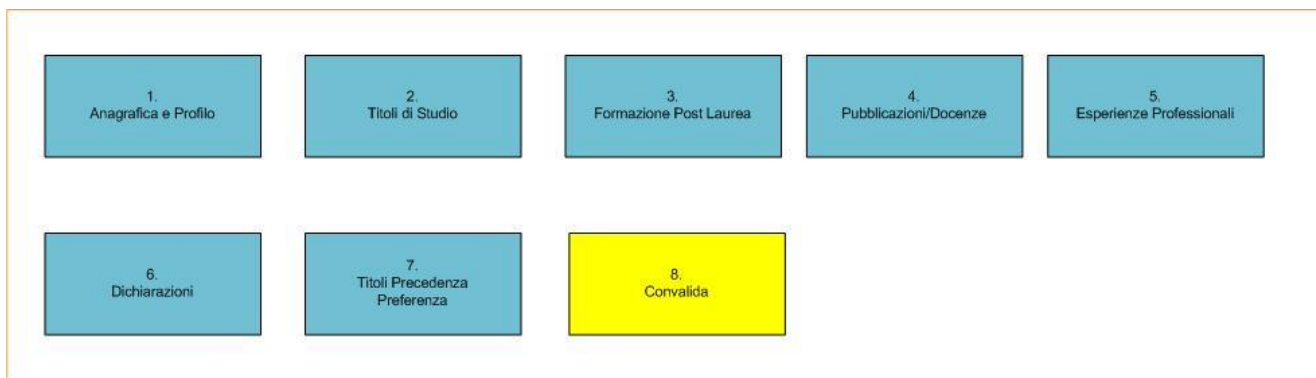 1.
Anagrafica e Profilo
2.
Titoli di Studio
3.
Formazione Post Laurea
4.
Pubblicazioni/Docenze
5.
Esperienze Professionali
6.
Dichiarazioni
7.
Titoli Precedenza
Preferenza
8.
Convalida